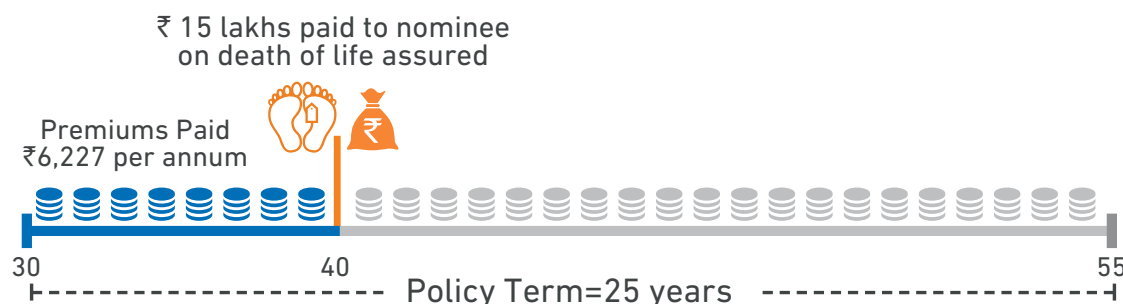 ₹ 15 lakhs paid to nominee
on death of life assured
₹
Premiums Paid
₹6,227 per annum
30 40 55
Policy Term=25 years